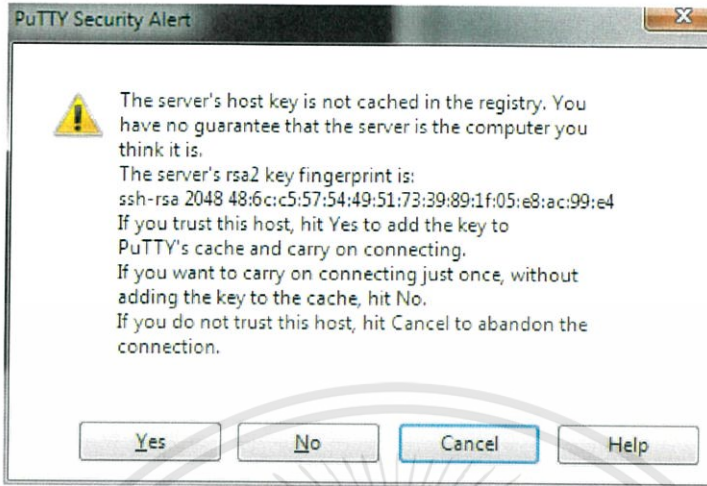 PuTTY Security Alert
The server's host key is not cached in the registry. You
have no guarantee that the server is the computer you
think it is.
The server's rsa2 key fingerprint is:
ssh-rsa 2048 48:6c:c5:57:54:49:51:73:39:89:1f:05:e8:ac:99:e4
If you trust this host, hit Yes to add the key to
PuTTY's cache and carry on connecting.
If you want to carry on connecting just once, without
adding the key to the cache, hit No.
If you do not trust this host, hit Cancel to abandon the
connection.
Yes No Cancel Help